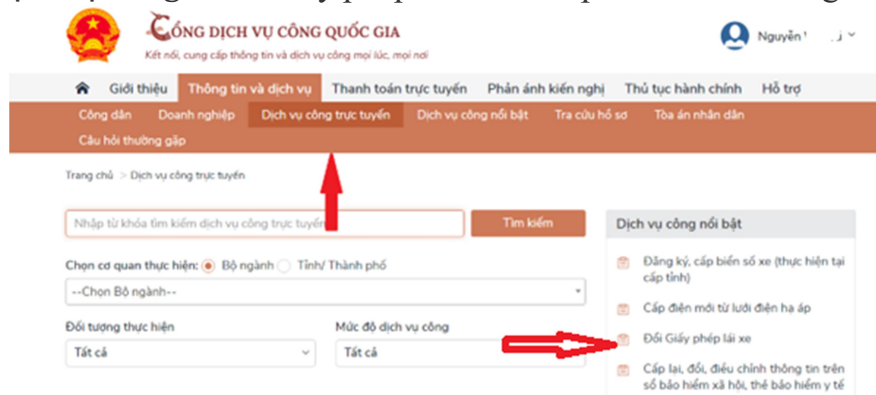 CỔNG DỊCH VỤ CÔNG QUỐC GIA
Kết nối, cung cấp thông tin và dịch vụ công mọi lúc, mọi nơi
Nguyễn
Giới thiệu Thông tin và dịch vụ Thanh toán trực tuyến Phản ánh kiến nghị Thủ tục hành chính Hỗ trợ
Công dân Doanh nghiệp Dịch vụ công trực tuyến Dịch vụ công nổi bật Tra cứu hồ sơ Tòa án nhân dân
Câu hỏi thường gặp
Trang chủ > Dịch vụ công trực tuyến
Nhập từ khóa tìm kiếm dịch vụ công trực tuyến
Tìm kiếm
Chọn cơ quan thực hiện: Bộ ngành Tỉnh/ Thành phố
--Chọn Bộ ngành--
Đối tượng thực hiện Mức độ dịch vụ công
Tất cả Tất cả
Dịch vụ công nổi bật
Đăng ký, cấp biển số xe (thực hiện tại
cấp tỉnh)
Cấp điện mới từ lưới điện hạ áp
Đổi Giấy phép lái xe
Cấp lại, đổi, điều chỉnh thông tin trên
sổ bảo hiểm xã hội, thẻ bảo hiểm y tế